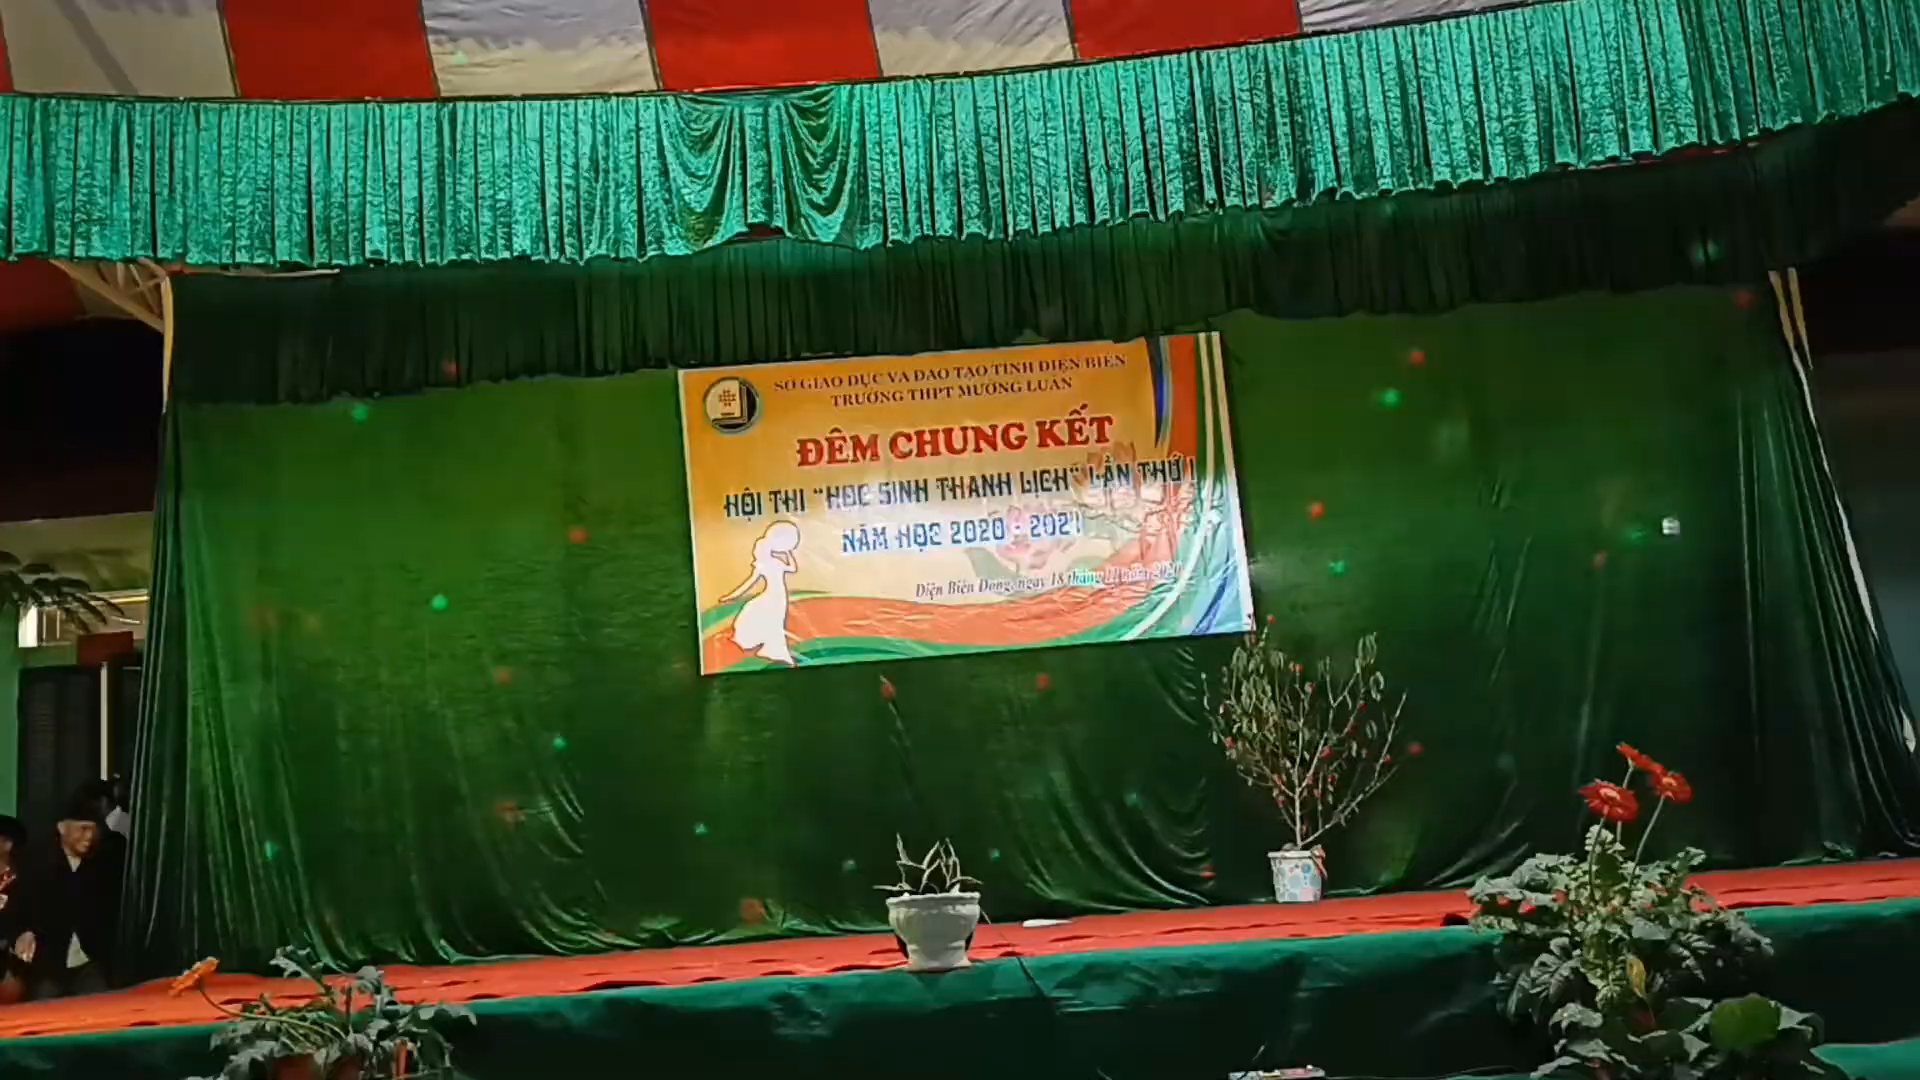 SỞ GIÁO DỤC VÀ ĐÀO TẠO TỈNH ĐIỆN BIÊN
TRƯỜNG THPT MƯỜNG LUÂN
ĐÊM CHUNG KẾT
HỘI THI "HỌC SINH THANH LỊCH" LẦN THỨ I
NĂM HỌC 2020 - 2021
Điện Biên Đông, ngày 18 tháng 11 năm 2020